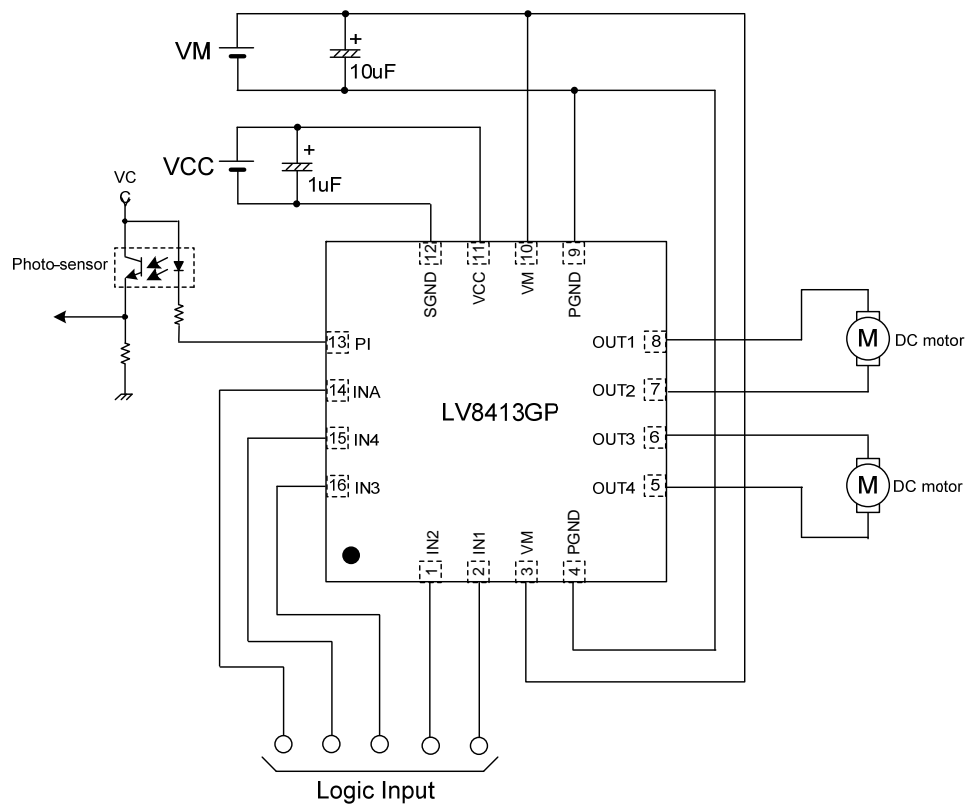 VM
+
10uF
VCC
+
1uF
VC
C
Photo-sensor
12
11
10
9
SGND
VCC
VM
PGND
13 PI
14 INA
15 IN4
16 IN3
LV8413GP
OUT1 8
OUT2 7
OUT3 6
OUT4 5
M DC motor
M DC motor
IN2
IN1
VM
PGND
1
2
3
4
Logic Input